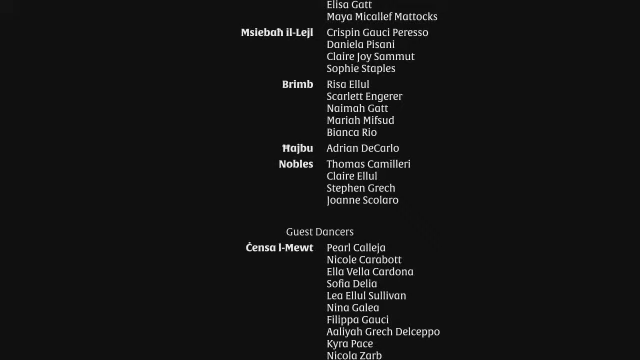 Elisa Gatt
Maya Micallef Mattocks
Msiebaħ il-Lejl Crispin Gauci Peresso
Daniela Pisani
Claire Joy Sammut
Sophie Staples
Brimb Risa Ellul
Scarlett Engerer
Naimah Gatt
Mariah Mifsud
Bianca Rio
Ħajbu Adrian DeCarlo
Nobles Thomas Camilleri
Claire Ellul
Stephen Grech
Joanne Scolaro
Guest Dancers
Ċensa l-Mewt Pearl Calleja
Nicole Carabott
Ella Vella Cardona
Sofia Delia
Lea Ellul Sullivan
Nina Galea
Filippa Gauci
Aaliyah Grech Delceppo
Kyra Pace
Nicola Zarb